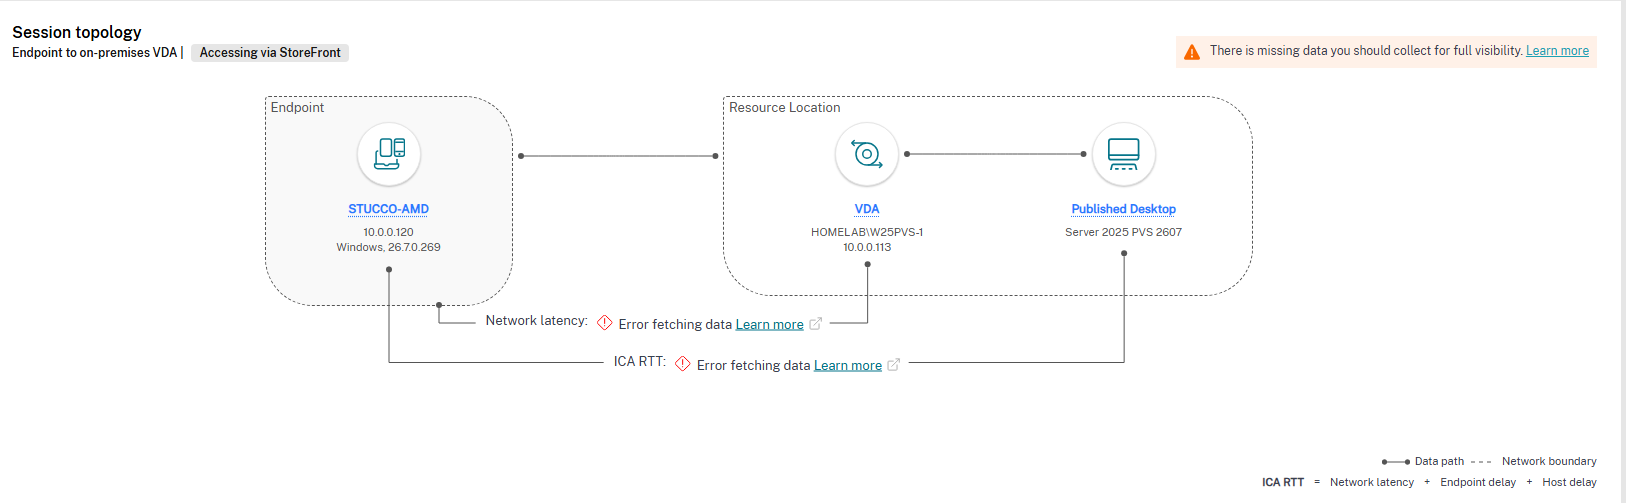 Session topology
Endpoint to on-premises VDA | Accessing via StoreFront
There is missing data you should collect for full visibility. Learn more
Endpoint
Resource Location
STUCCO-AMD
10.0.0.120
Windows, 26.7.0.269
VDA
HOMELAB\W25PVS-1
10.0.0.113
Published Desktop
Server 2025 PVS 2607
Network latency: Error fetching data Learn more
ICA RTT: Error fetching data Learn more
Data path Network boundary
ICA RTT = Network latency + Endpoint delay + Host delay